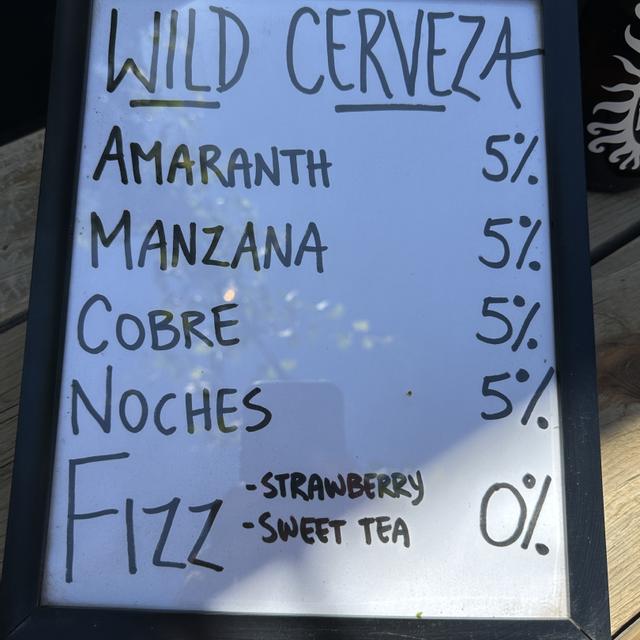 WILD CERVEZA
AMARANTH 5%
MANZANA 5%
COBRE 5%
NOCHES 5%
FIZZ -STRAWBERRY 0%
-SWEET TEA